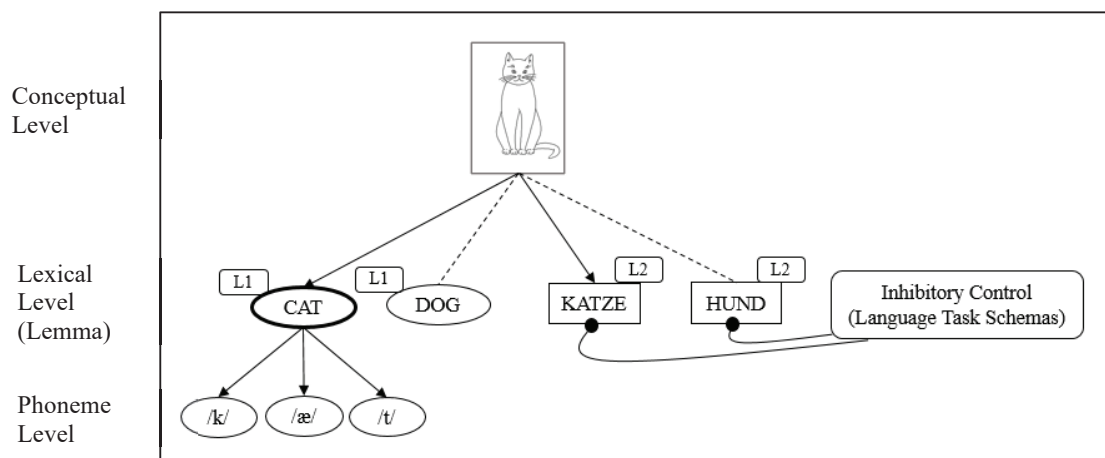 Conceptual
Level
Lexical
Level
(Lemma)
L1
CAT
L1
DOG
L2
KATZE
L2
HUND
Inhibitory Control
(Language Task Schemas)
Phoneme
Level
/k/
/æ/
/t/